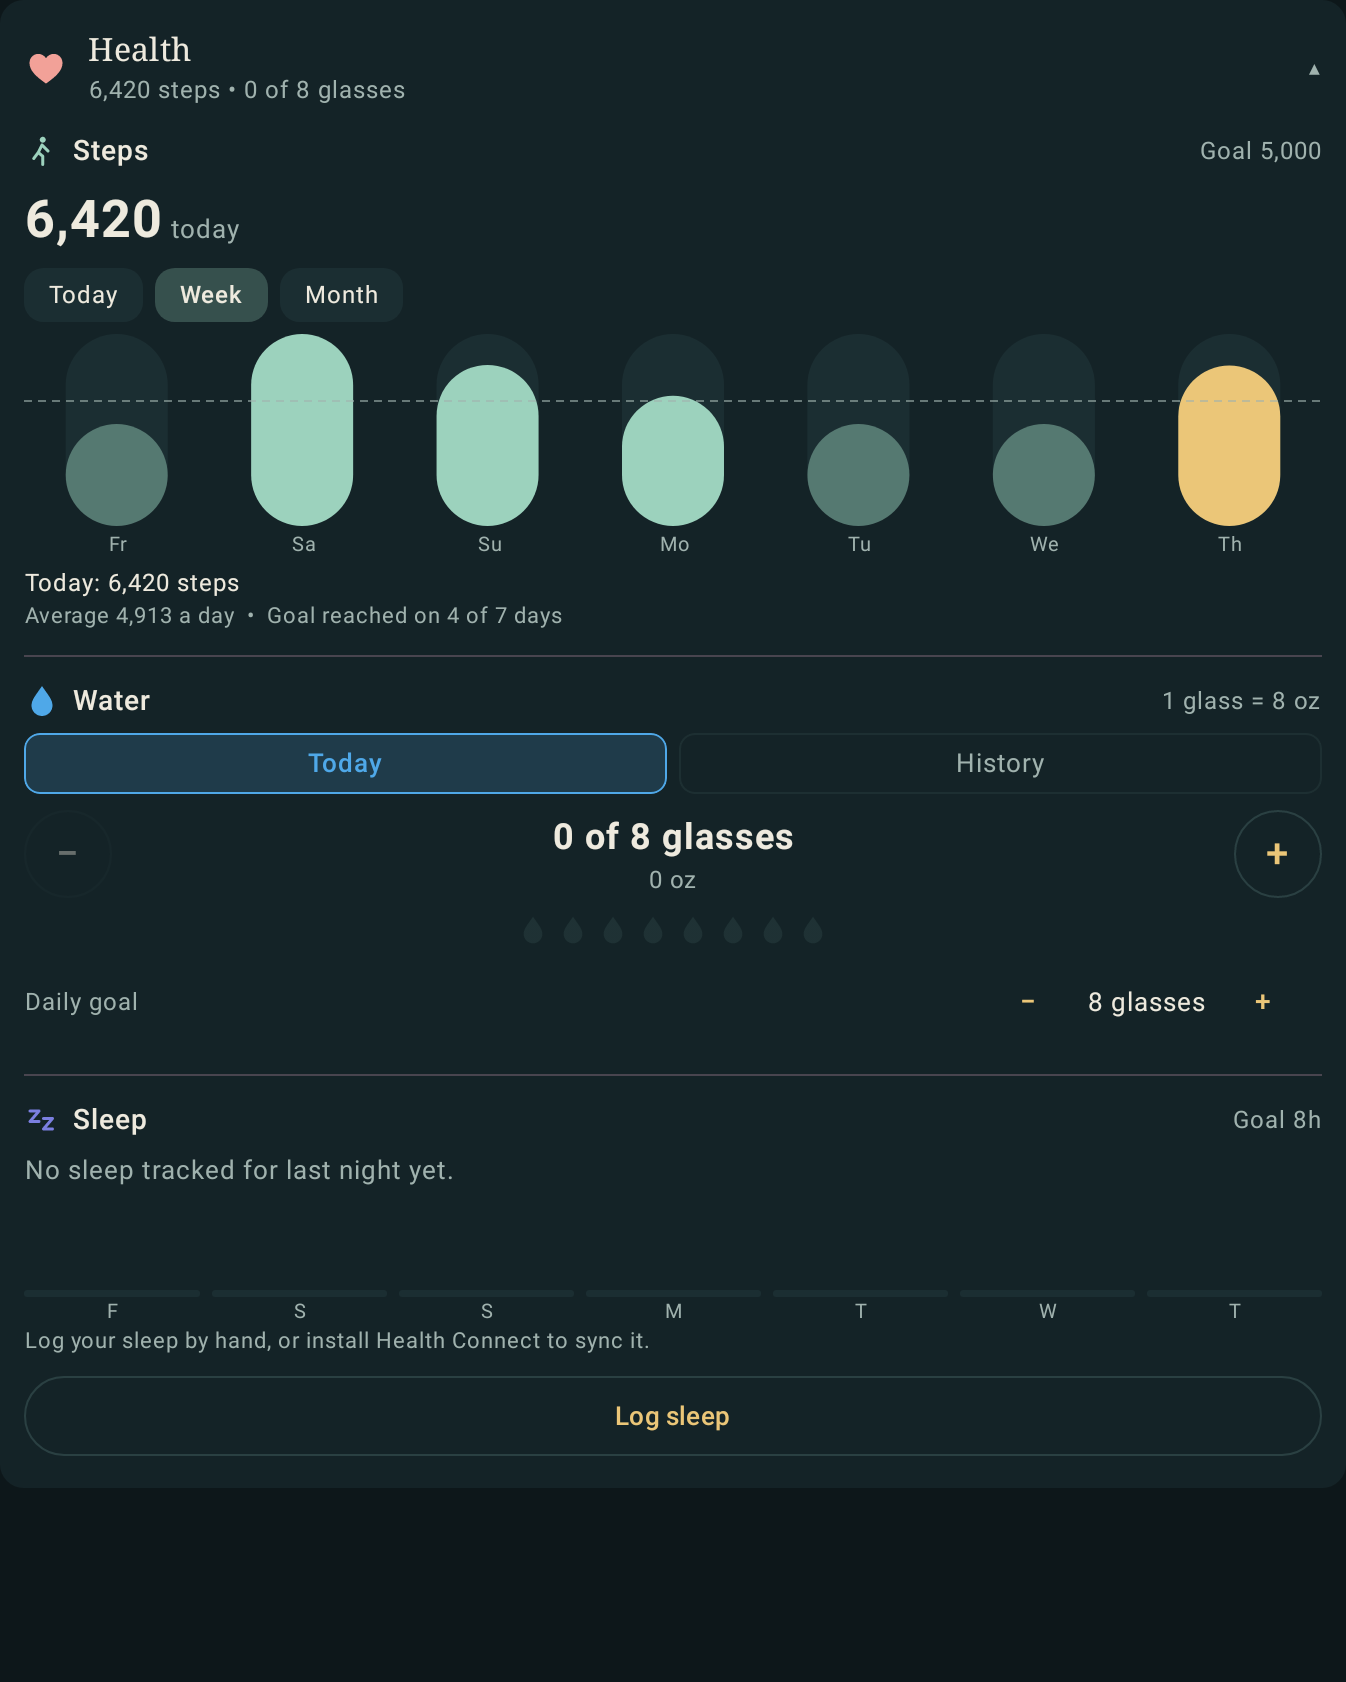 Health
6,420 steps • 0 of 8 glasses
▲
Steps
Goal 5,000
6,420 today
Today Week Month
Fr Sa Su Mo Tu We Th
Today: 6,420 steps
Average 4,913 a day • Goal reached on 4 of 7 days
Water
1 glass = 8 oz
Today History
− 0 of 8 glasses +
0 oz
Daily goal − 8 glasses +
zz Sleep
Goal 8h
No sleep tracked for last night yet.
F S S M T W T
Log your sleep by hand, or install Health Connect to sync it.
Log sleep